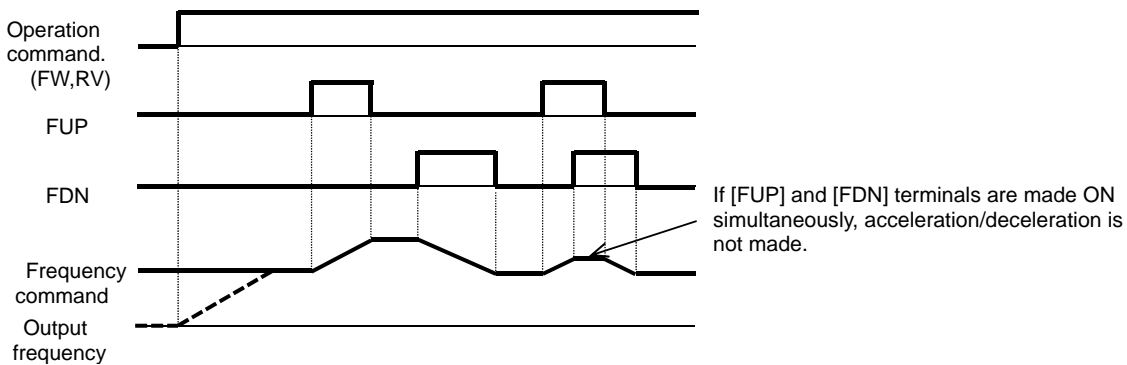 Operation
command.
(FW,RV)
FUP
FDN
If [FUP] and [FDN] terminals are made ON
simultaneously, acceleration/deceleration is
not made.
Frequency
command
Output
frequency